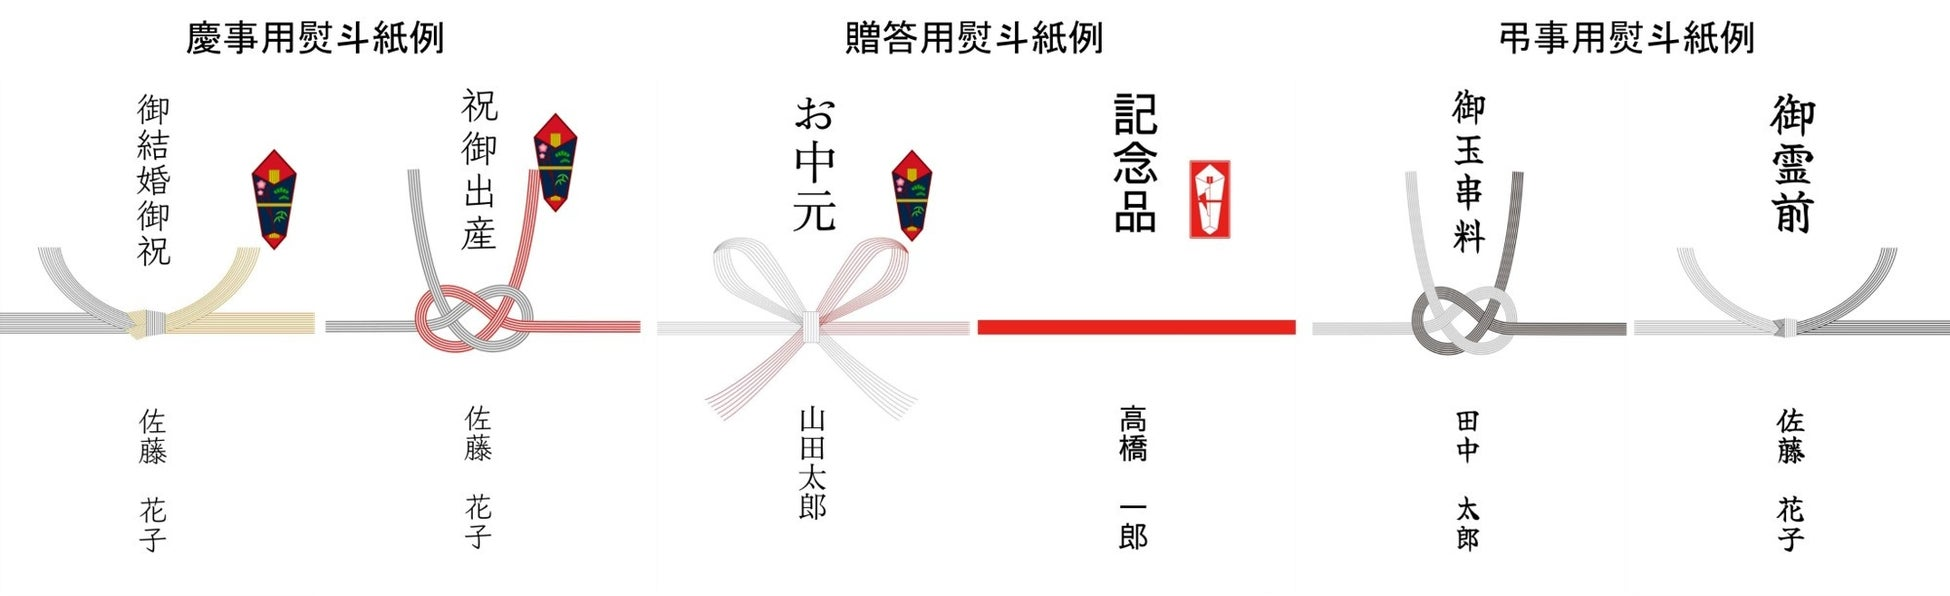 慶事用熨斗紙例
贈答用熨斗紙例
弔事用熨斗紙例
御結婚御祝
佐藤　花子
祝御出産
佐藤　花子
お中元
山田太郎
記念品
高橋　一郎
御玉串料
田中　太郎
御霊前
佐藤　花子